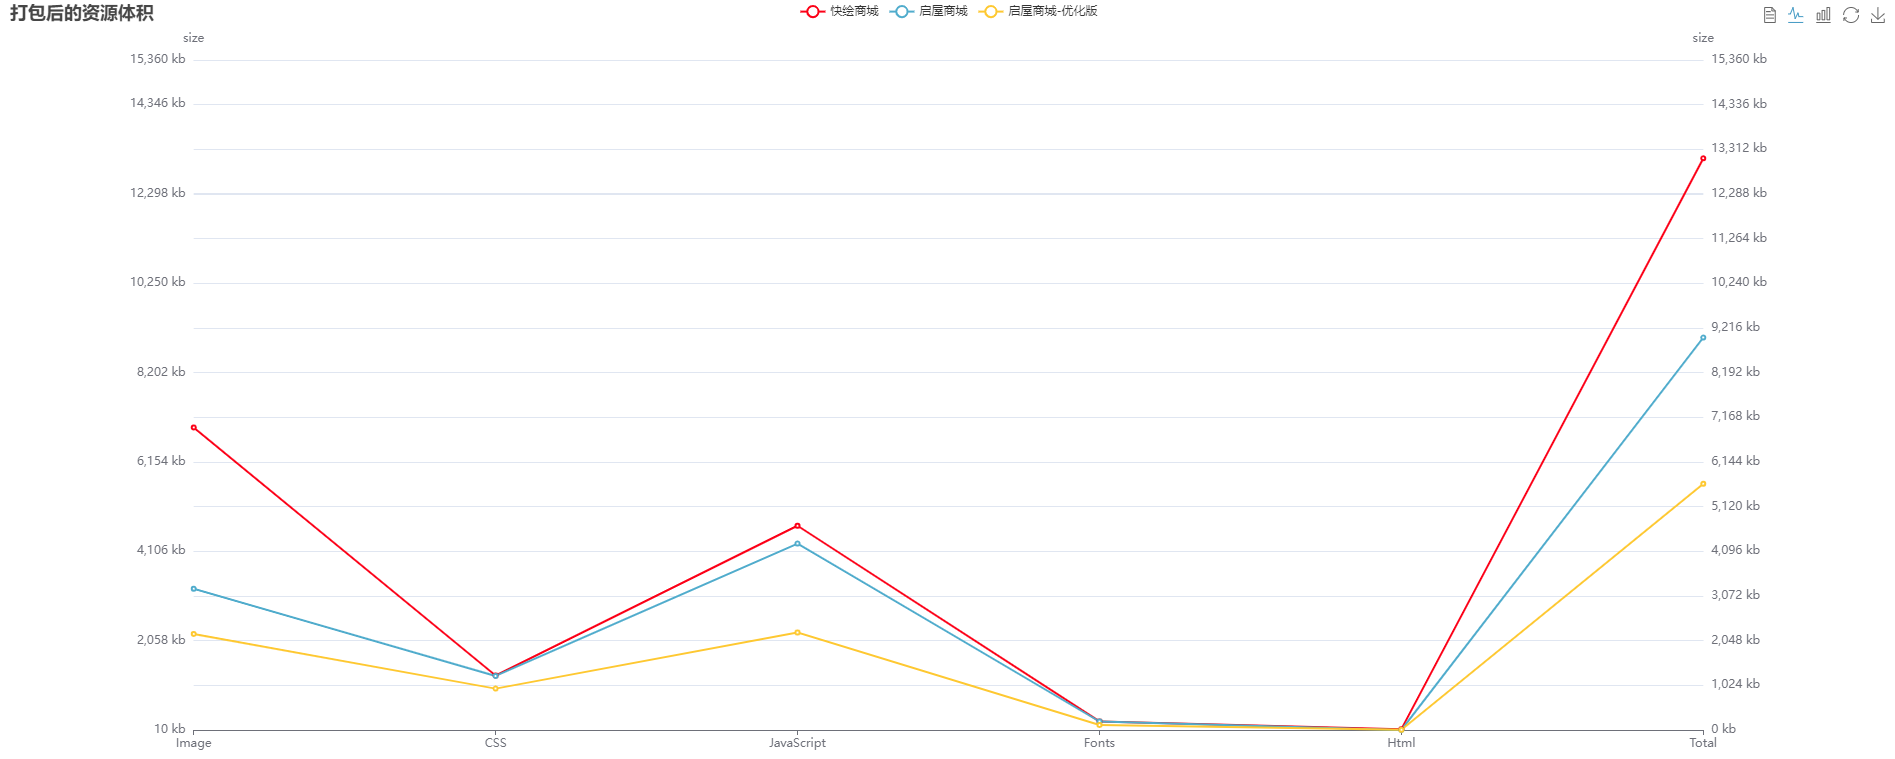 打包后的资源体积
快绘商城 启屋商城 启屋商城-优化版
size
15,360 kb
14,346 kb
12,298 kb
10,250 kb
8,202 kb
6,154 kb
4,106 kb
2,058 kb
10 kb
size
15,360 kb
14,336 kb
13,312 kb
12,288 kb
11,264 kb
10,240 kb
9,216 kb
8,192 kb
7,168 kb
6,144 kb
5,120 kb
4,096 kb
3,072 kb
2,048 kb
1,024 kb
0 kb
Image CSS JavaScript Fonts Html Total